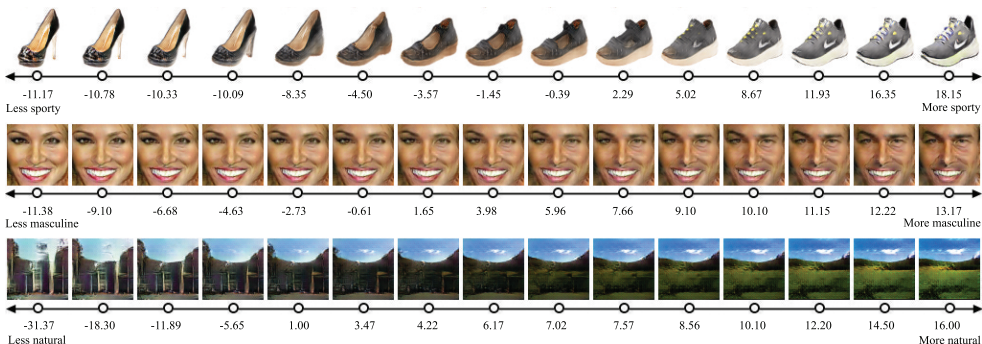 -11.17 -10.78 -10.33 -10.09 -8.35 -4.50 -3.57 -1.45 -0.39 2.29 5.02 8.67 11.93 16.35 18.15
Less sporty More sporty
-11.38 -9.10 -6.68 -4.63 -2.73 -0.61 1.65 3.98 5.96 7.66 9.10 10.10 11.15 12.22 13.17
Less masculine More masculine
-31.37 -18.30 -11.89 -5.65 1.00 3.47 4.22 6.17 7.02 7.57 8.56 10.10 12.20 14.50 16.00
Less natural More natural